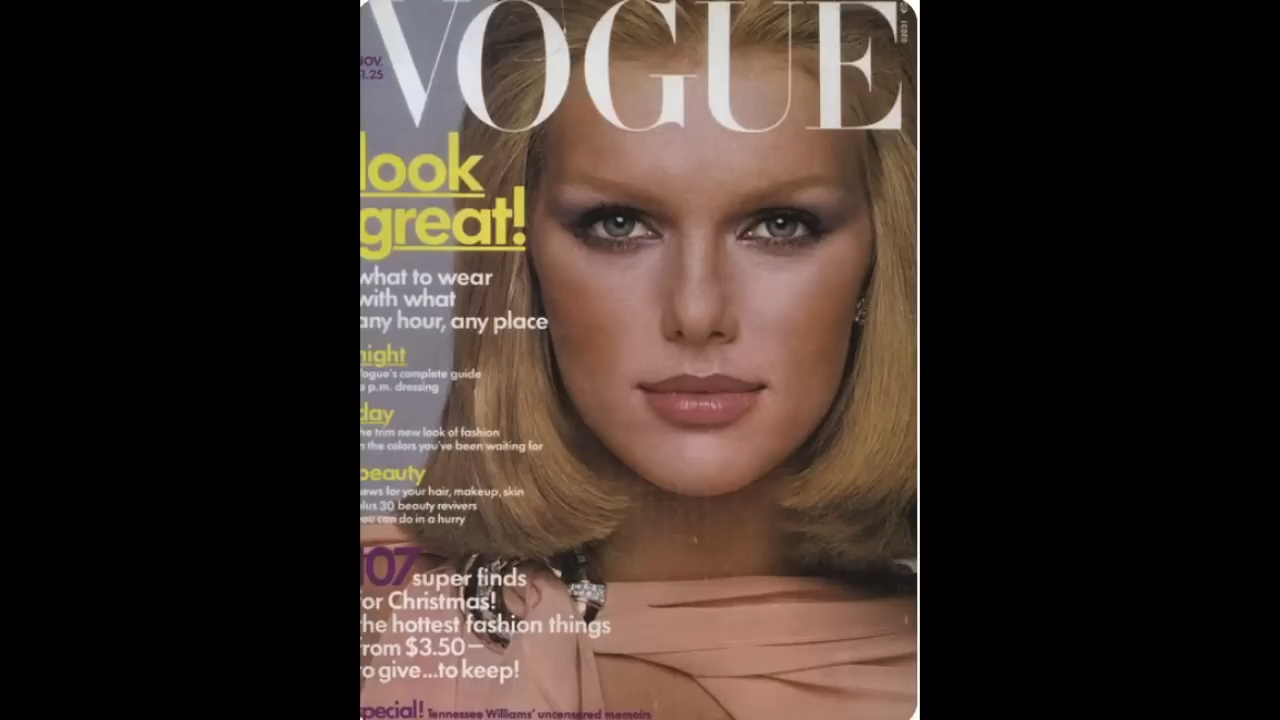 VOGUE
02031
NOV.
$1.25
look
great!
what to wear
with what
any hour, any place
night
Vogue's complete guide
to p.m. dressing
day
the trim new look of fashion
in the colors you've been waiting for
beauty
news for your hair, makeup, skin
plus 30 beauty revivers
you can do in a hurry
107 super finds
for Christmas!
the hottest fashion things
from $3.50—
to give...to keep!
special! Tennessee Williams' uncensored memoirs